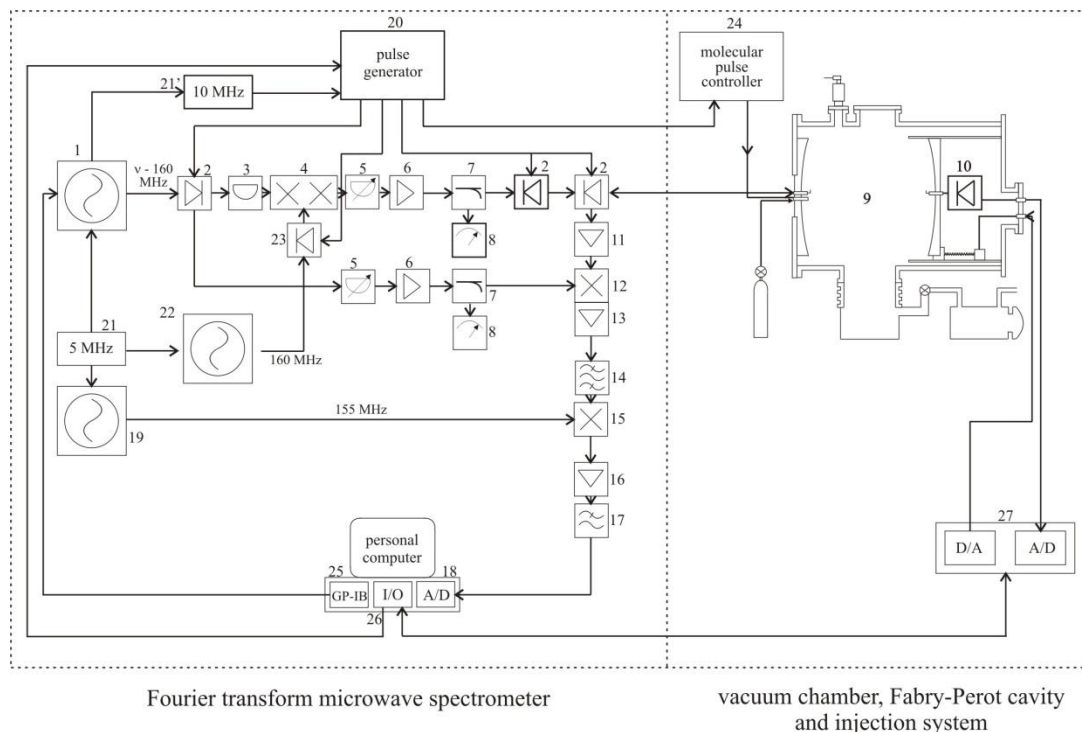 20
pulse
generator
24
molecular
pulse
controller
21'
10 MHz
1
ν - 160
MHz
2
3
4
5
6
7
2
2
10
9
23
8
11
5
6
7
12
8
13
21
5 MHz
22
160 MHz
14
155 MHz
15
19
16
17
personal
computer
25
18
GP-IB
I/O
A/D
26
27
D/A
A/D
Fourier transform microwave spectrometer
vacuum chamber, Fabry-Perot cavity
and injection system